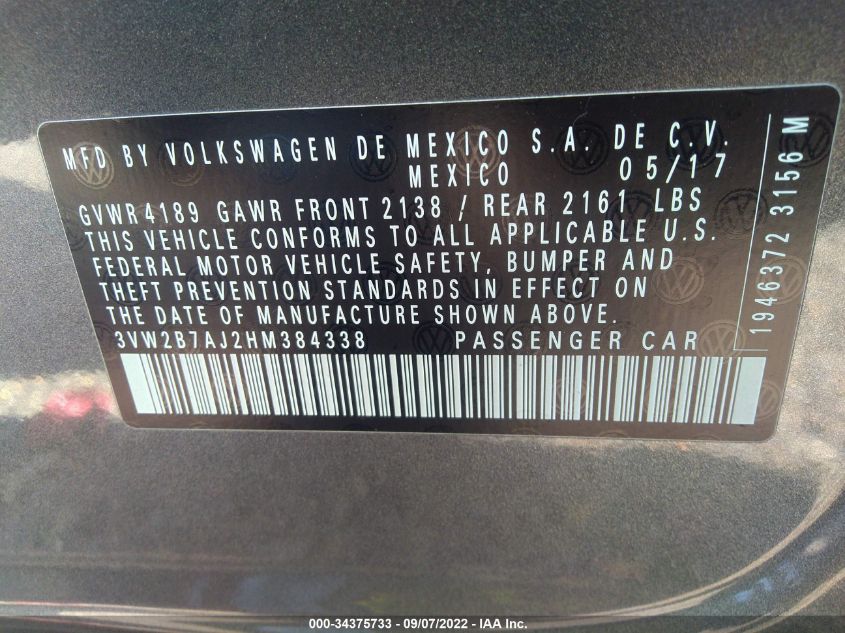 MFD BY VOLKSWAGEN DE MEXICO S.A. DE C.V.
MEXICO 05/17
GVWR 4189 GAWR FRONT 2138 / REAR 2161 LBS
THIS VEHICLE CONFORMS TO ALL APPLICABLE U.S.
FEDERAL MOTOR VEHICLE SAFETY, BUMPER AND
THEFT PREVENTION STANDARDS IN EFFECT ON
THE DATE OF MANUFACTURE SHOWN ABOVE.
3VW2B7AJ2HM384338 PASSENGER CAR
1946372 3156 M
000-34375733 - 09/07/2022 - IAA Inc.